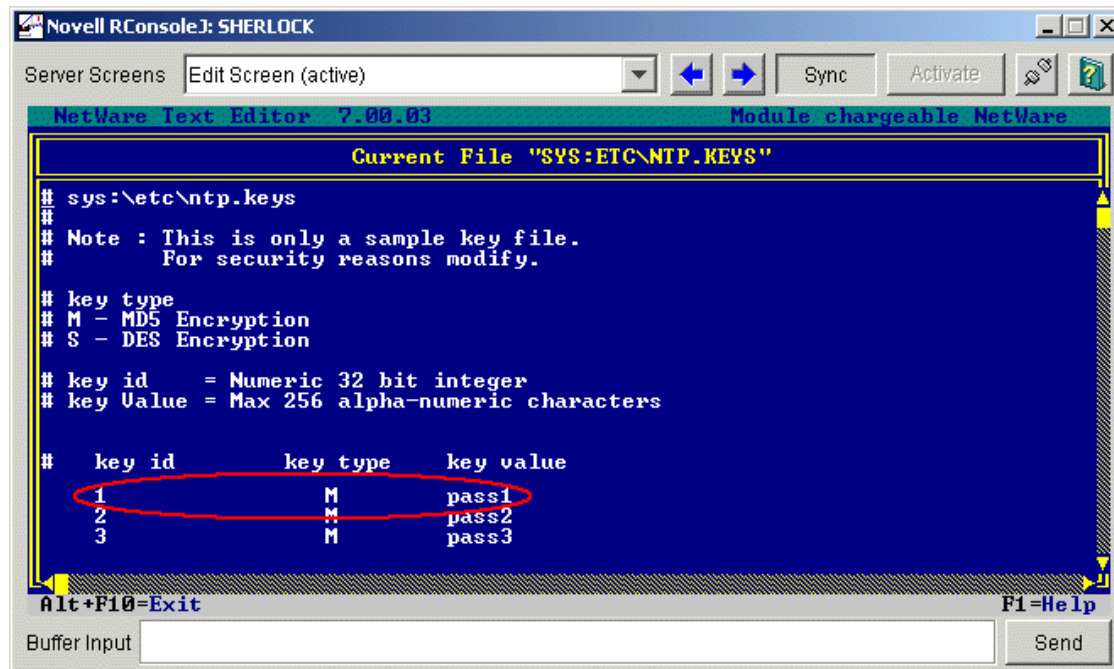 Novell RConsoleJ: SHERLOCK
Server Screens Edit Screen (active) Sync Activate
NetWare Text Editor 7.00.03 Module chargeable NetWare
Current File "SYS:ETC\NTP.KEYS"
# sys:\etc\ntp.keys
#
# Note : This is only a sample key file.
# For security reasons modify.
# key type
# M - MD5 Encryption
# S - DES Encryption
# key id = Numeric 32 bit integer
# key Value = Max 256 alpha-numeric characters
# key id key type key value
1 M pass1
2 M pass2
3 M pass3
Alt+F10=Exit F1=Help
Buffer Input Send